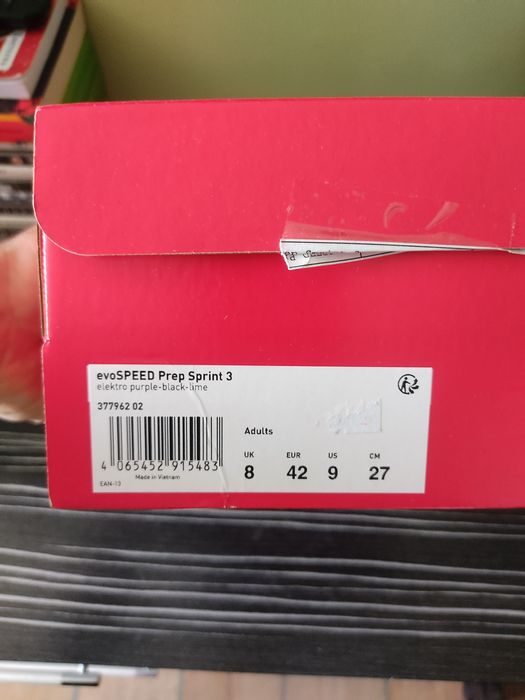 evoSPEED Prep Sprint 3
elektro purple-black-lime
377962 02
4 065452 915483
Made in Vietnam
EAN-13
Adults
UK EUR US CM
8 42 9 27